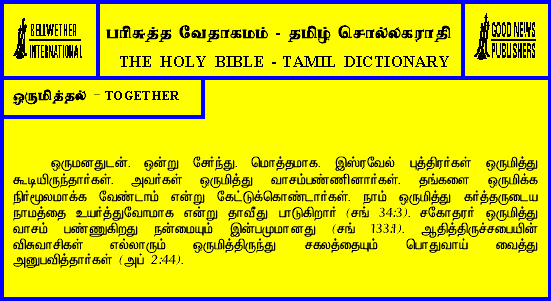 BELLWETHER
INTERNATIONAL
பரிசுத்த வேதாகமம் - தமிழ் சொல்லகராதி
THE HOLY BIBLE - TAMIL DICTIONARY
GOOD NEWS
PUBLISHERS
ஒருமித்தல் - TOGETHER
ஒருமனதுடன். ஒன்று சேர்ந்து. மொத்தமாக. இஸ்ரவேல் புத்திரர்கள் ஒருமித்து
கூடியிருந்தார்கள். அவர்கள் ஒருமித்து வாசம்பண்ணினார்கள். தங்களை ஒருமிக்க
நிர்மூலமாக்க வேண்டாம் என்று கேட்டுக்கொண்டார்கள். நாம் ஒருமித்து கர்த்தருடைய
நாமத்தை உயர்த்துவோமாக என்று தாவீது பாடுகிறார் (சங் 34:3). சகோதரர் ஒருமித்து
வாசம் பண்ணுகிறது நன்மையும் இன்பமுமானது (சங் 133:1). ஆதித்திருச்சபையின்
விசுவாசிகள் எல்லாரும் ஒருமித்திருந்து சகலத்தையும் பொதுவாய் வைத்து
அனுபவித்தார்கள் (அப் 2:44).